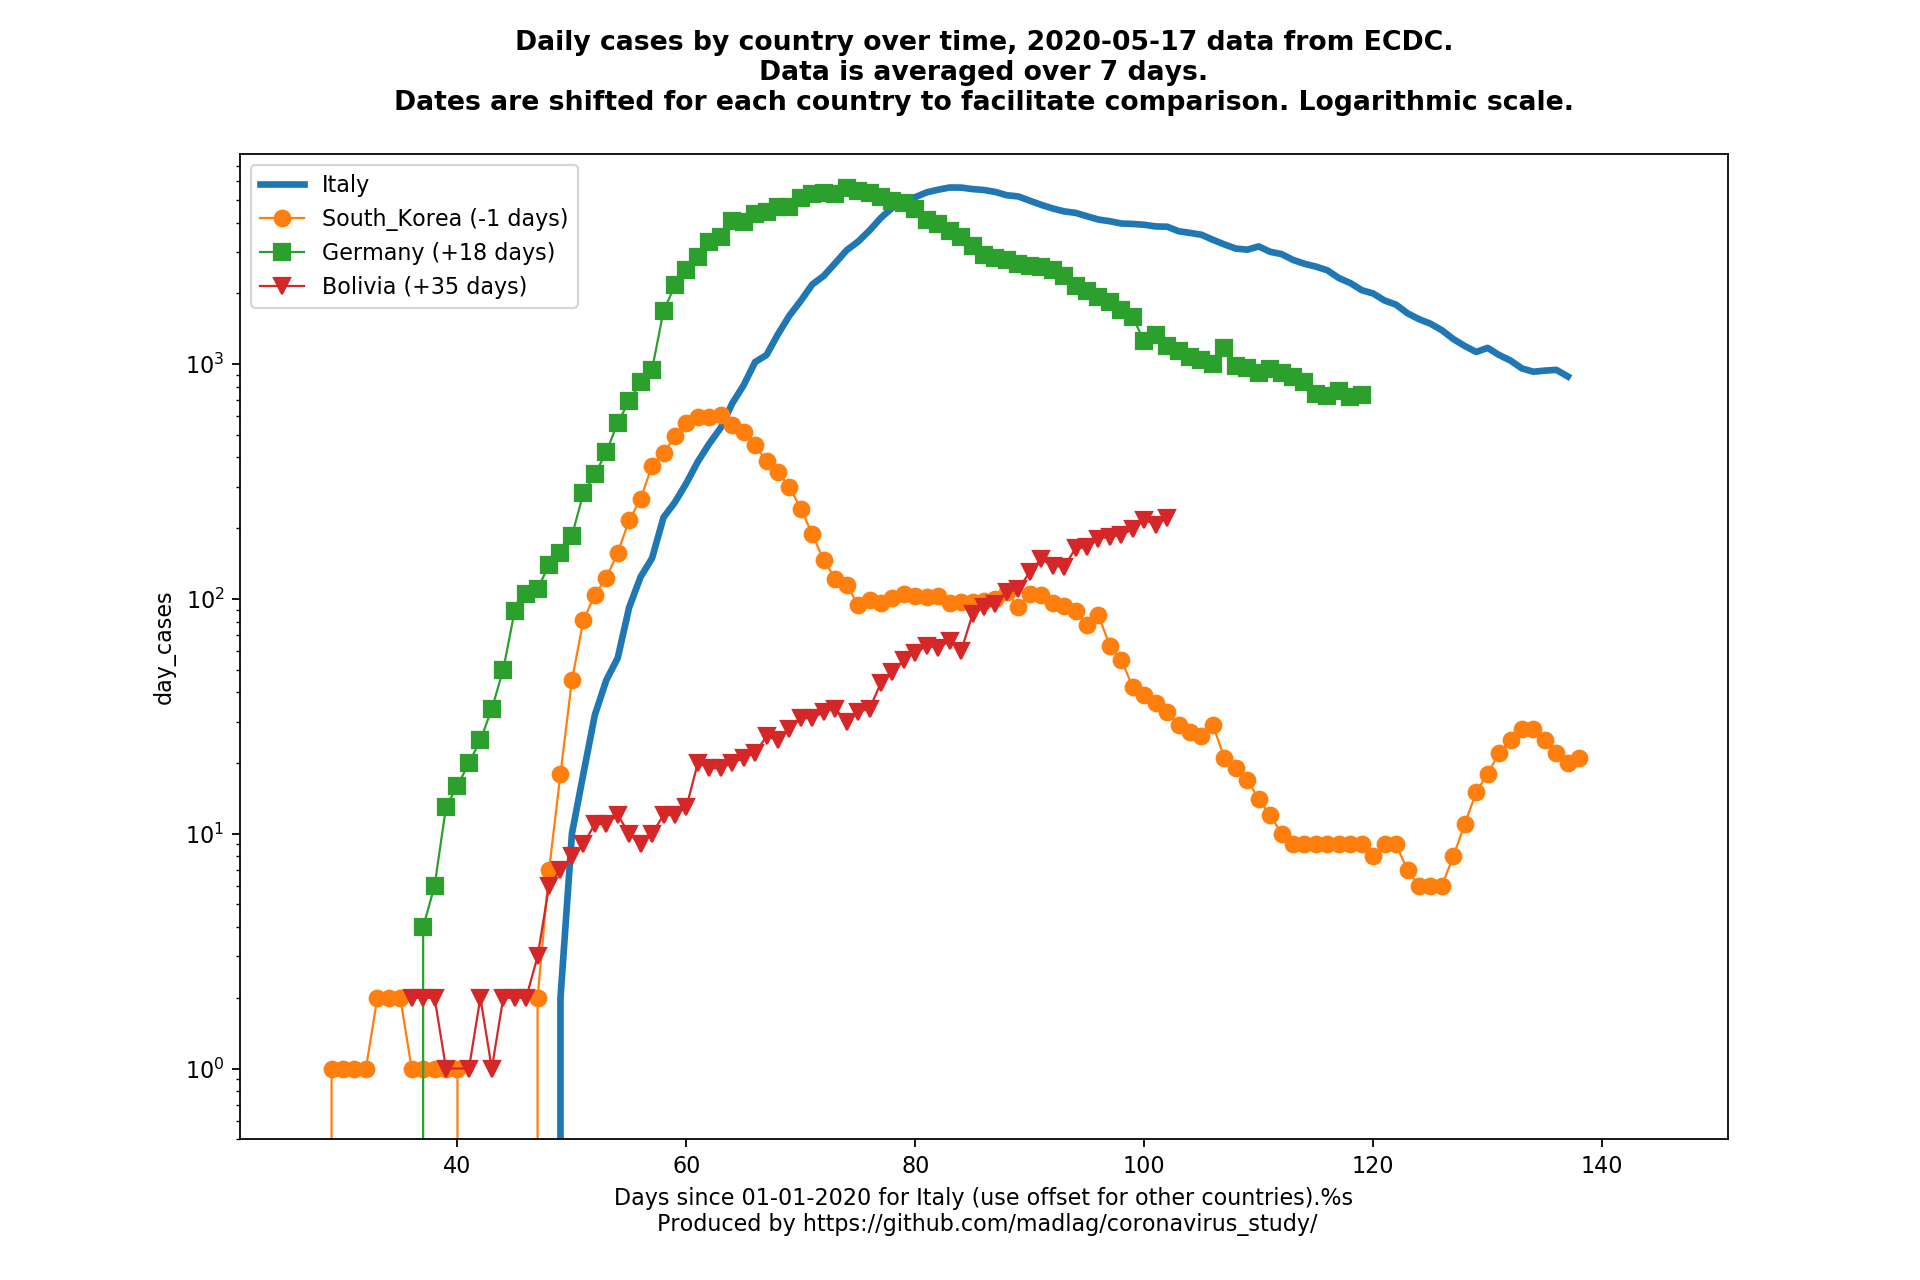 Daily cases by country over time, 2020-05-17 data from ECDC.
Data is averaged over 7 days.
Dates are shifted for each country to facilitate comparison. Logarithmic scale.
Italy
South_Korea (-1 days)
Germany (+18 days)
Bolivia (+35 days)
day_cases
10³
10²
10¹
10⁰
40 60 80 100 120 140
Days since 01-01-2020 for Italy (use offset for other countries).%s
Produced by https://github.com/madlag/coronavirus_study/